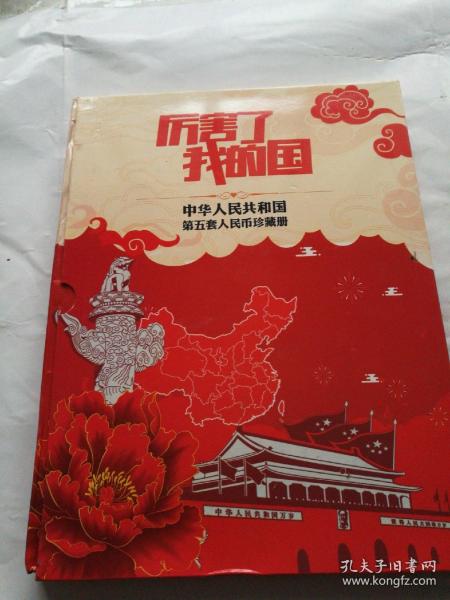 厉害了
我的国
中华人民共和国
第五套人民币珍藏册
中华人民共和国万岁
世界人民大团结万岁
孔夫子旧书网
www.kongfz.com